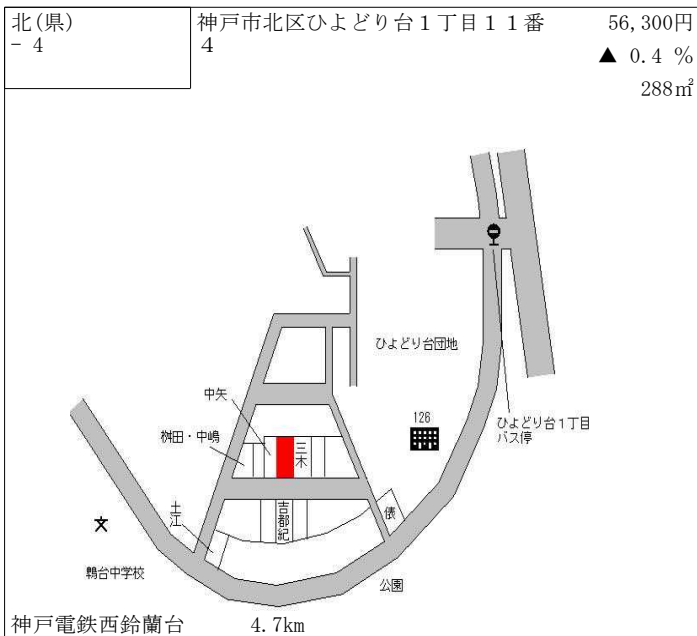 北(県)
- 4
神戸市北区ひよどり台１丁目１１番
4
56,300円
▲ 0.4 %
288㎡
ひよどり台団地
中矢
126
ひよどり台１丁目
バス停
桝田・中嶋
三木
土江
吉都紀
俵
鵯台中学校
公園
神戸電鉄西鈴蘭台 4.7km